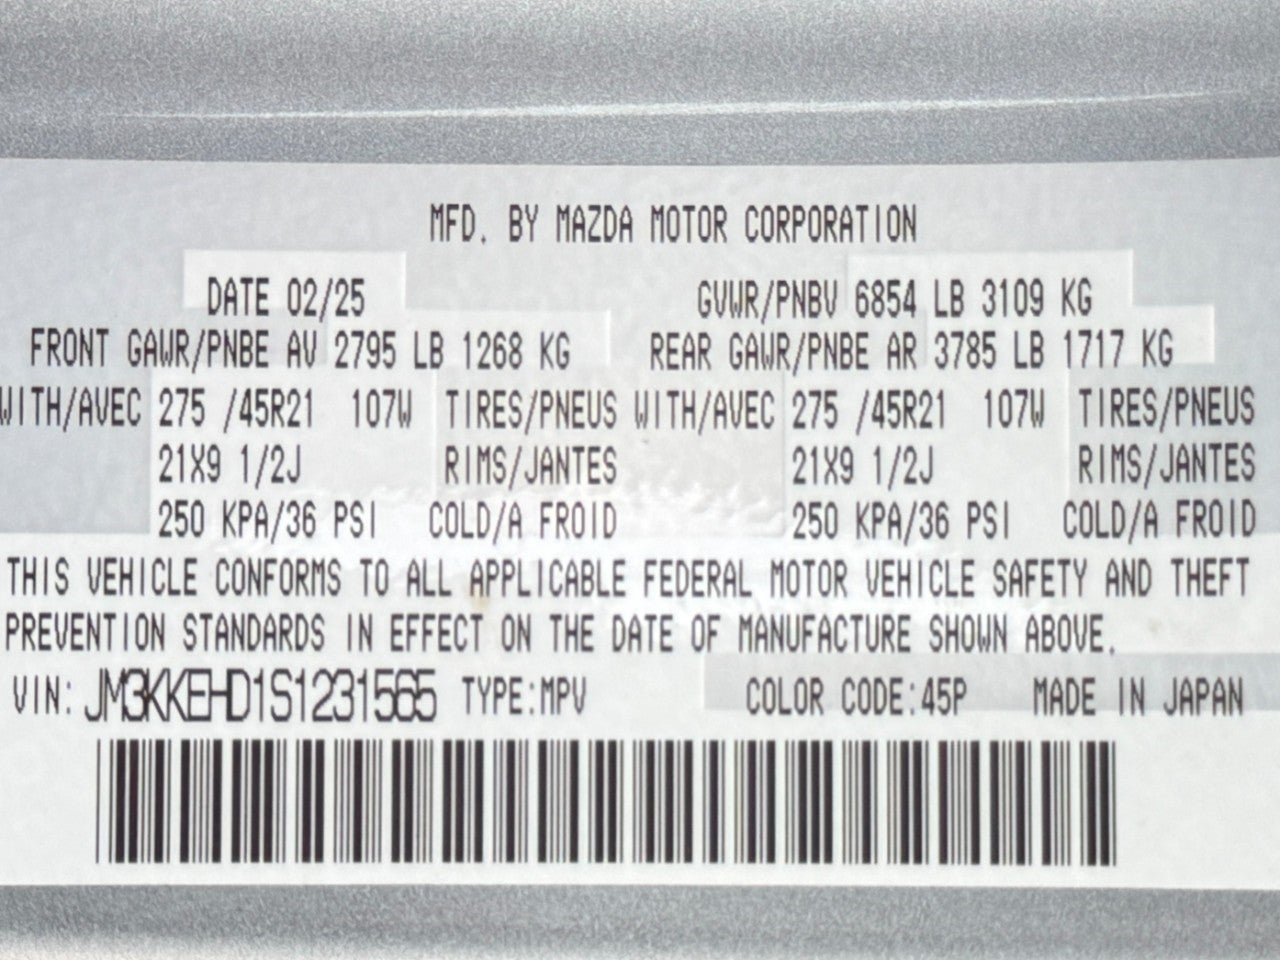 MFD. BY MAZDA MOTOR CORPORATION
DATE 02/25 GVWR/PNBV 6854 LB 3109 KG
FRONT GAWR/PNBE AV 2795 LB 1268 KG REAR GAWR/PNBE AR 3785 LB 1717 KG
WITH/AVEC 275 /45R21 107W TIRES/PNEUS WITH/AVEC 275 /45R21 107W TIRES/PNEUS
21X9 1/2J RIMS/JANTES 21X9 1/2J RIMS/JANTES
250 KPA/36 PSI COLD/A FROID 250 KPA/36 PSI COLD/A FROID
THIS VEHICLE CONFORMS TO ALL APPLICABLE FEDERAL MOTOR VEHICLE SAFETY AND THEFT
PREVENTION STANDARDS IN EFFECT ON THE DATE OF MANUFACTURE SHOWN ABOVE.
VIN: JM3KKEHD1S1231565 TYPE:MPV COLOR CODE:45P MADE IN JAPAN